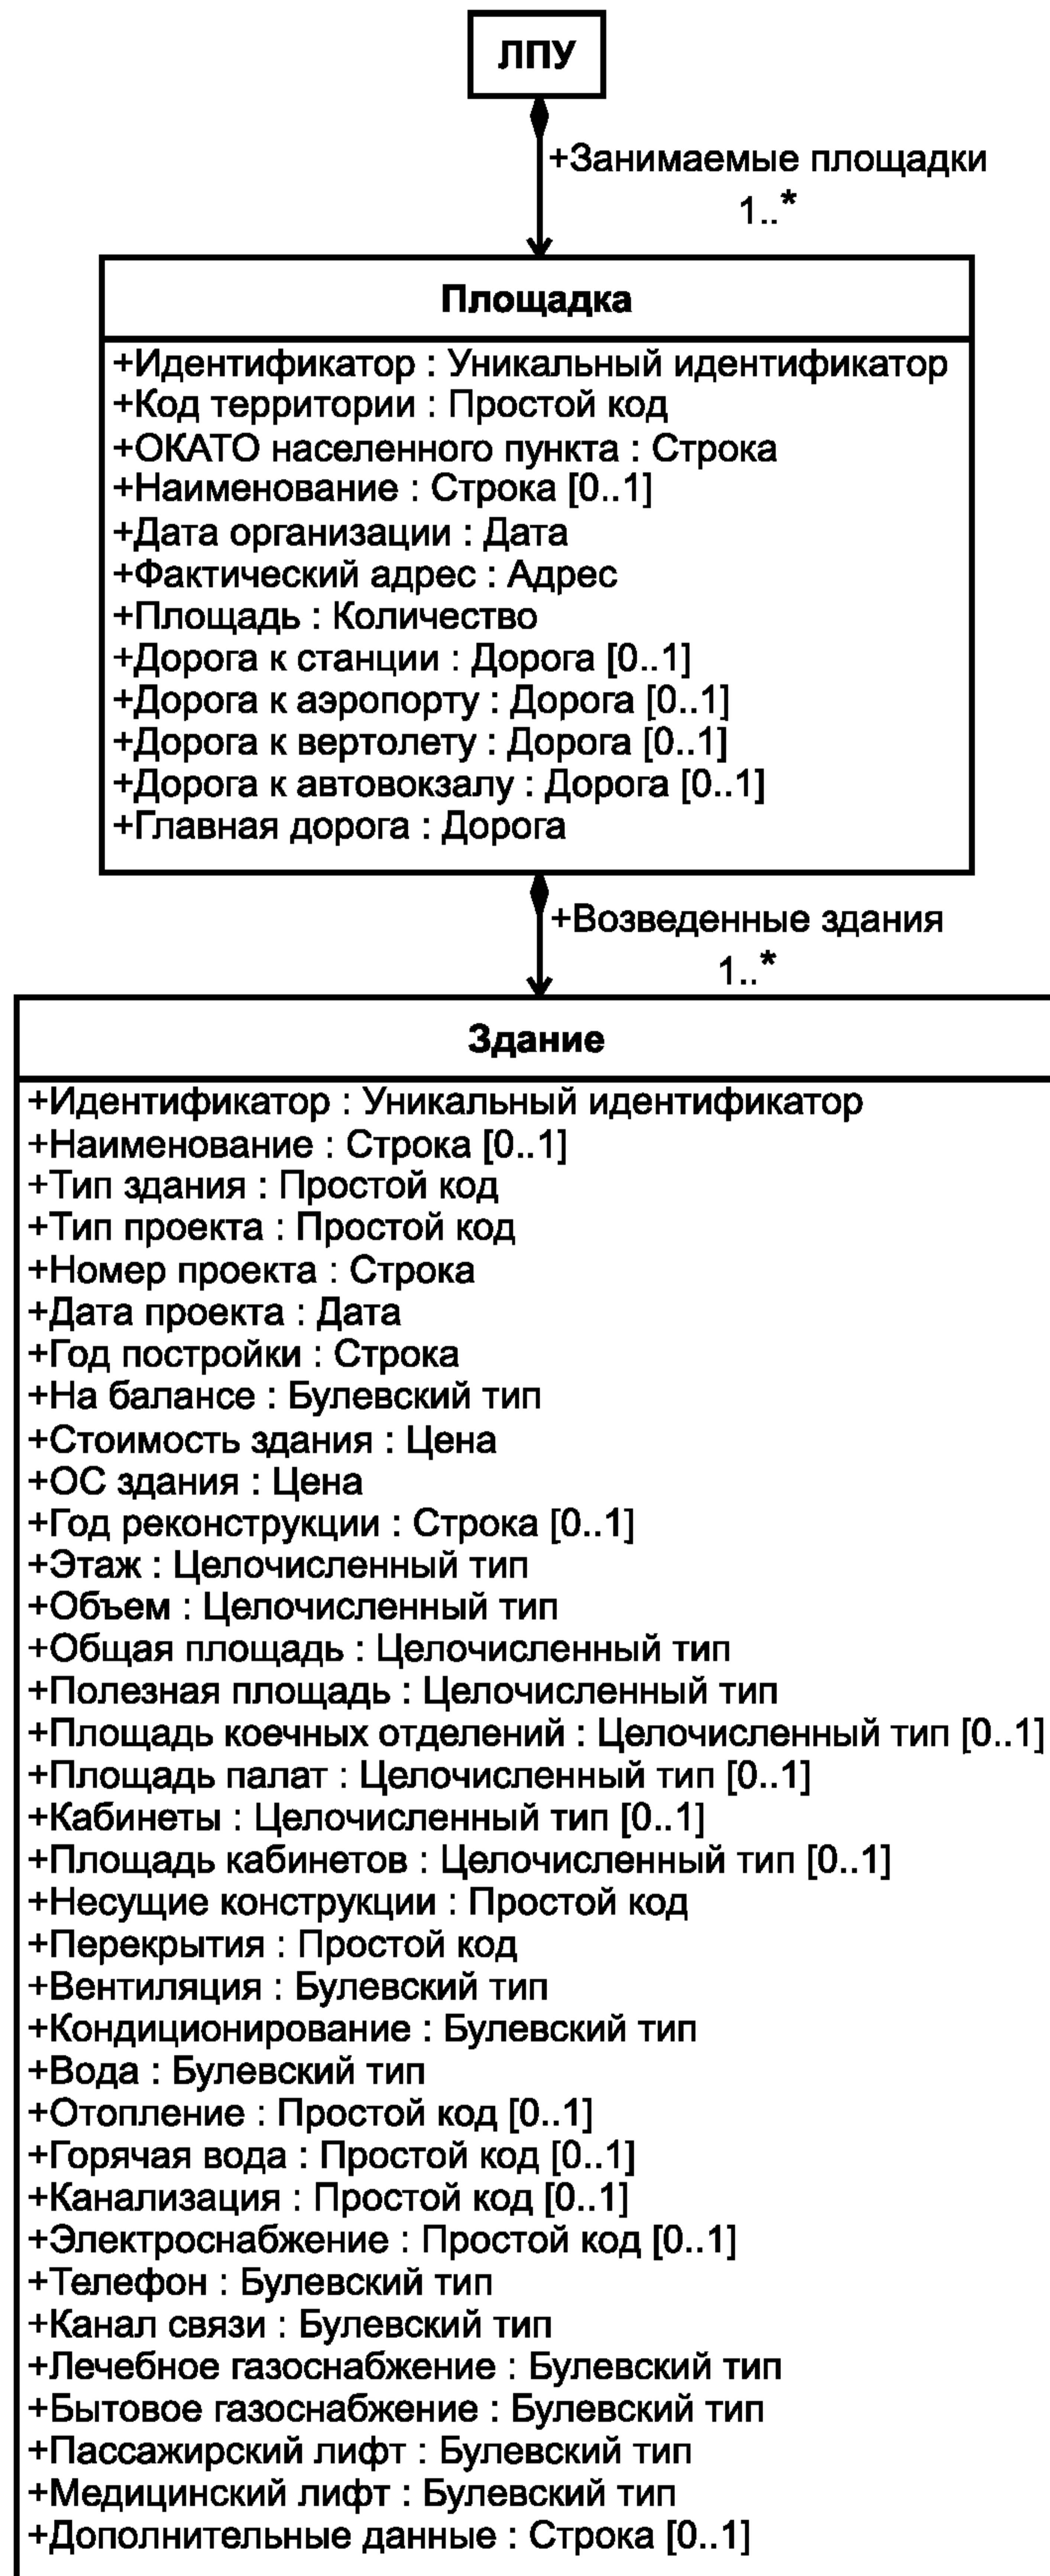 ЛПУ
+Занимаемые площадки
1..*
Площадка
+Идентификатор : Уникальный идентификатор
+Код территории : Простой код
+ОКАТО населенного пункта : Строка
+Наименование : Строка [0..1]
+Дата организации : Дата
+Фактический адрес : Адрес
+Площадь : Количество
+Дорога к станции : Дорога [0..1]
+Дорога к аэропорту : Дорога [0..1]
+Дорога к вертолету : Дорога [0..1]
+Дорога к автовокзалу : Дорога [0..1]
+Главная дорога : Дорога
+Возведенные здания
1..*
Здание
+Идентификатор : Уникальный идентификатор
+Наименование : Строка [0..1]
+Тип здания : Простой код
+Тип проекта : Простой код
+Номер проекта : Строка
+Дата проекта : Дата
+Год постройки : Строка
+На балансе : Булевский тип
+Стоимость здания : Цена
+ОС здания : Цена
+Год реконструкции : Строка [0..1]
+Этаж : Целочисленный тип
+Объем : Целочисленный тип
+Общая площадь : Целочисленный тип
+Полезная площадь : Целочисленный тип
+Площадь коечных отделений : Целочисленный тип [0..1]
+Площадь палат : Целочисленный тип [0..1]
+Кабинеты : Целочисленный тип [0..1]
+Площадь кабинетов : Целочисленный тип [0..1]
+Несущие конструкции : Простой код
+Перекрытия : Простой код
+Вентиляция : Булевский тип
+Кондиционирование : Булевский тип
+Вода : Булевский тип
+Отопление : Простой код [0..1]
+Горячая вода : Простой код [0..1]
+Канализация : Простой код [0..1]
+Электроснабжение : Простой код [0..1]
+Телефон : Булевский тип
+Канал связи : Булевский тип
+Лечебное газоснабжение : Булевский тип
+Бытовое газоснабжение : Булевский тип
+Пассажирский лифт : Булевский тип
+Медицинский лифт : Булевский тип
+Дополнительные данные : Строка [0..1]